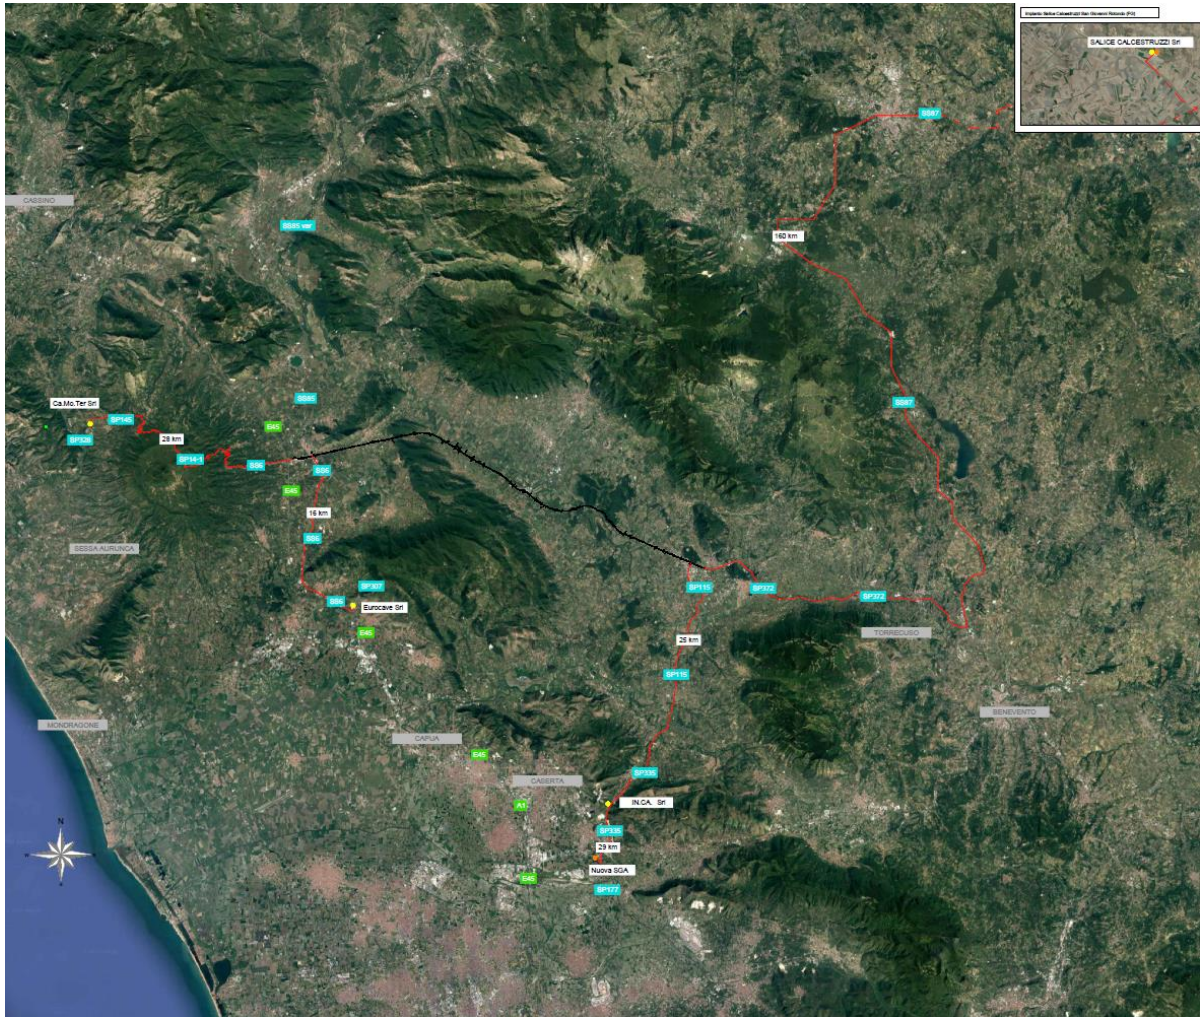 Impianto Salice Calcestruzzi San Giovanni Rotondo (FG)
SALICE CALCESTRUZZI Srl
SS87
CASSINO
SS85 var
160 km
SS85
Ca.Mo.Ter Srl
SP145
E45
SS87
SP328
28 km
SP14-1
SS6
SS6
E45
16 km
SS6
SESSA AURUNCA
SP307
SP115
SP372
SS6
Eurocave Srl
SP372
E45
TORRECUSO
25 km
SP115
MONDRAGONE
BENEVENTO
CAPUA
E45
SP335
CASERTA
A1
IN.CA. Srl
N
SP335
29 km
Nuova SGA
E45
SP177